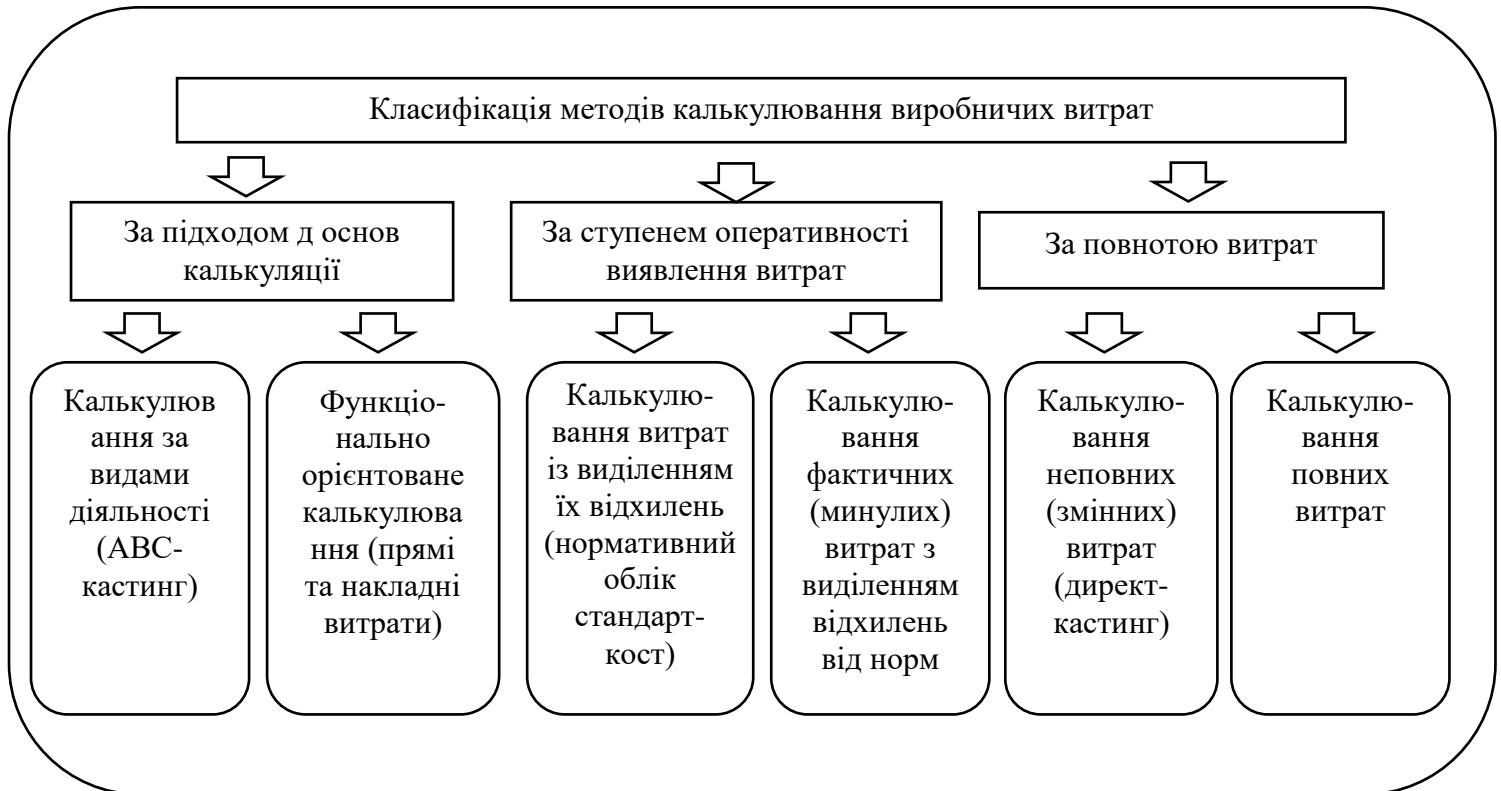 Класифікація методів калькулювання виробничих витрат
За підходом д основ
калькуляції
За ступенем оперативності
виявлення витрат
За повнотою витрат
Калькулюв
ання за
видами
діяльності
(АВС-
кастинг)
Функціо-
нально
орієнтоване
калькулюва
ння (прямі
та накладні
витрати)
Калькулю-
вання витрат
із виділенням
їх відхилень
(нормативний
облік
стандарт-
кост)
Калькулю-
вання
фактичних
(минулих)
витрат з
виділенням
відхилень
від норм
Калькулю-
вання
неповних
(змінних)
витрат
(директ-
кастинг)
Калькулю-
вання
повних
витрат